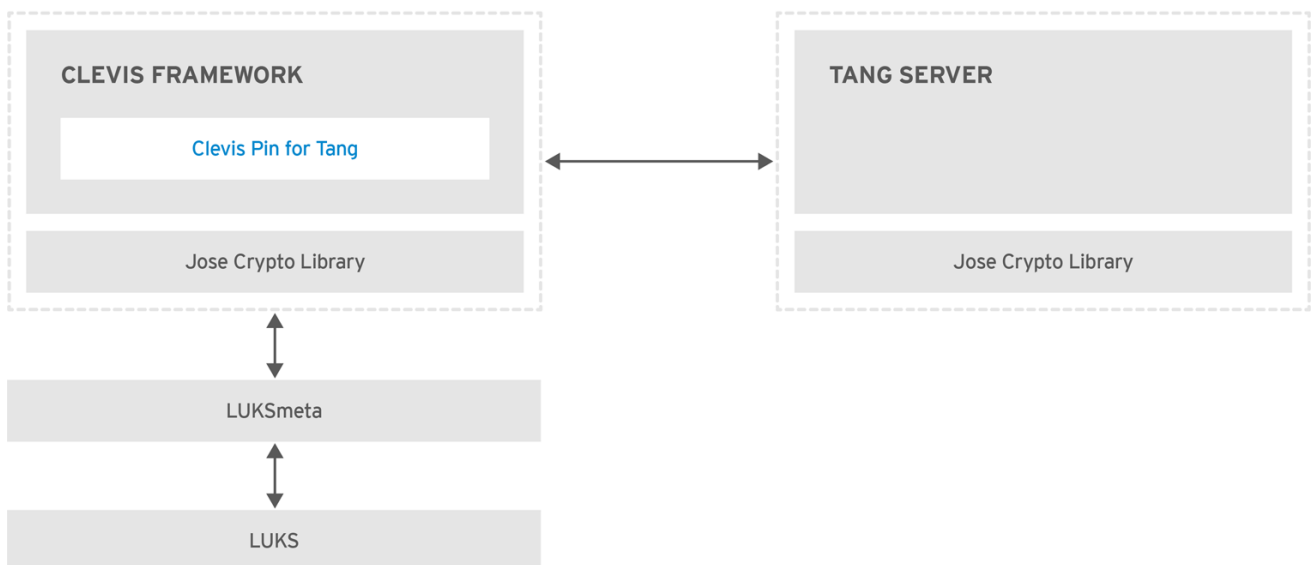 CLEVIS FRAMEWORK
Clevis Pin for Tang
Jose Crypto Library
TANG SERVER
Jose Crypto Library
LUKSmeta
LUKS